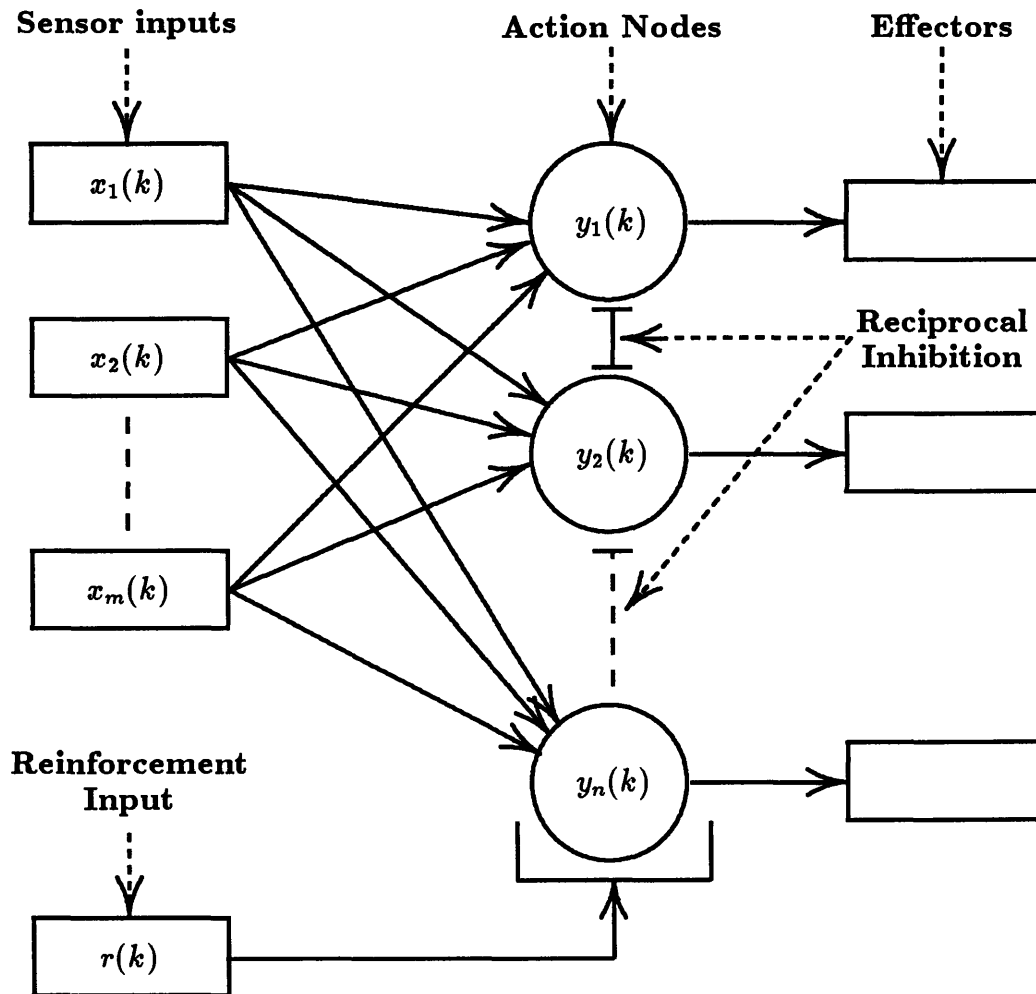 Sensor inputs
Action Nodes
Effectors
x₁(k)
y₁(k)
Reciprocal
Inhibition
x₂(k)
y₂(k)
xₘ(k)
Reinforcement
Input
yₙ(k)
r(k)